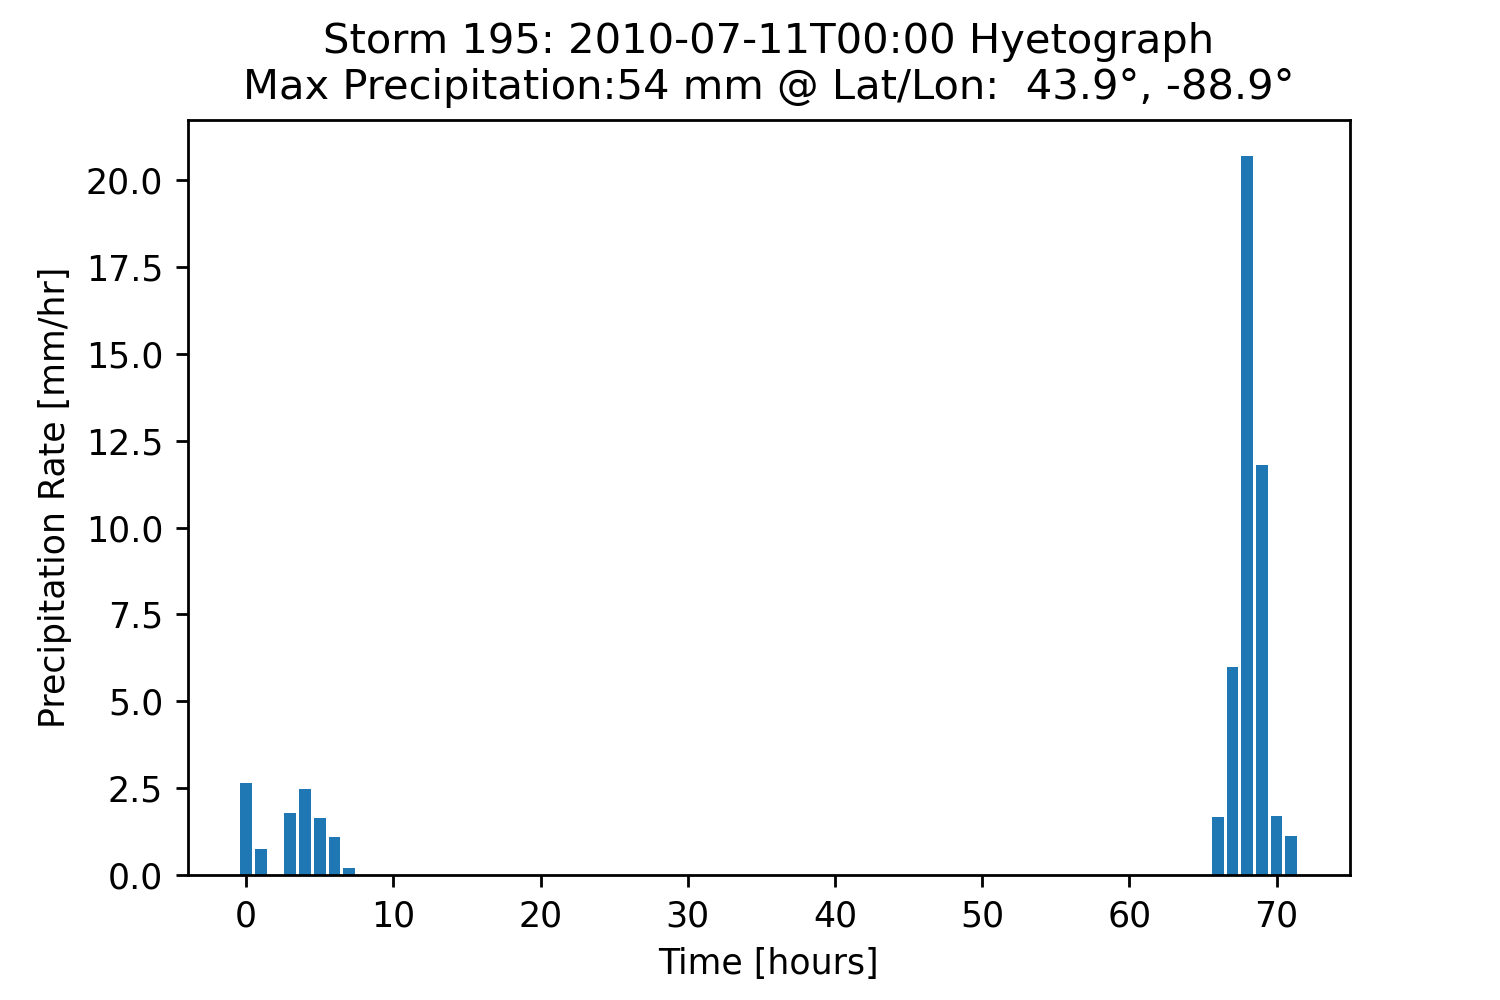 Storm 195: 2010-07-11T00:00 Hyetograph
Max Precipitation:54 mm @ Lat/Lon:  43.9°, -88.9°
Precipitation Rate [mm/hr]
20.0
17.5
15.0
12.5
10.0
7.5
5.0
2.5
0.0
0 10 20 30 40 50 60 70
Time [hours]